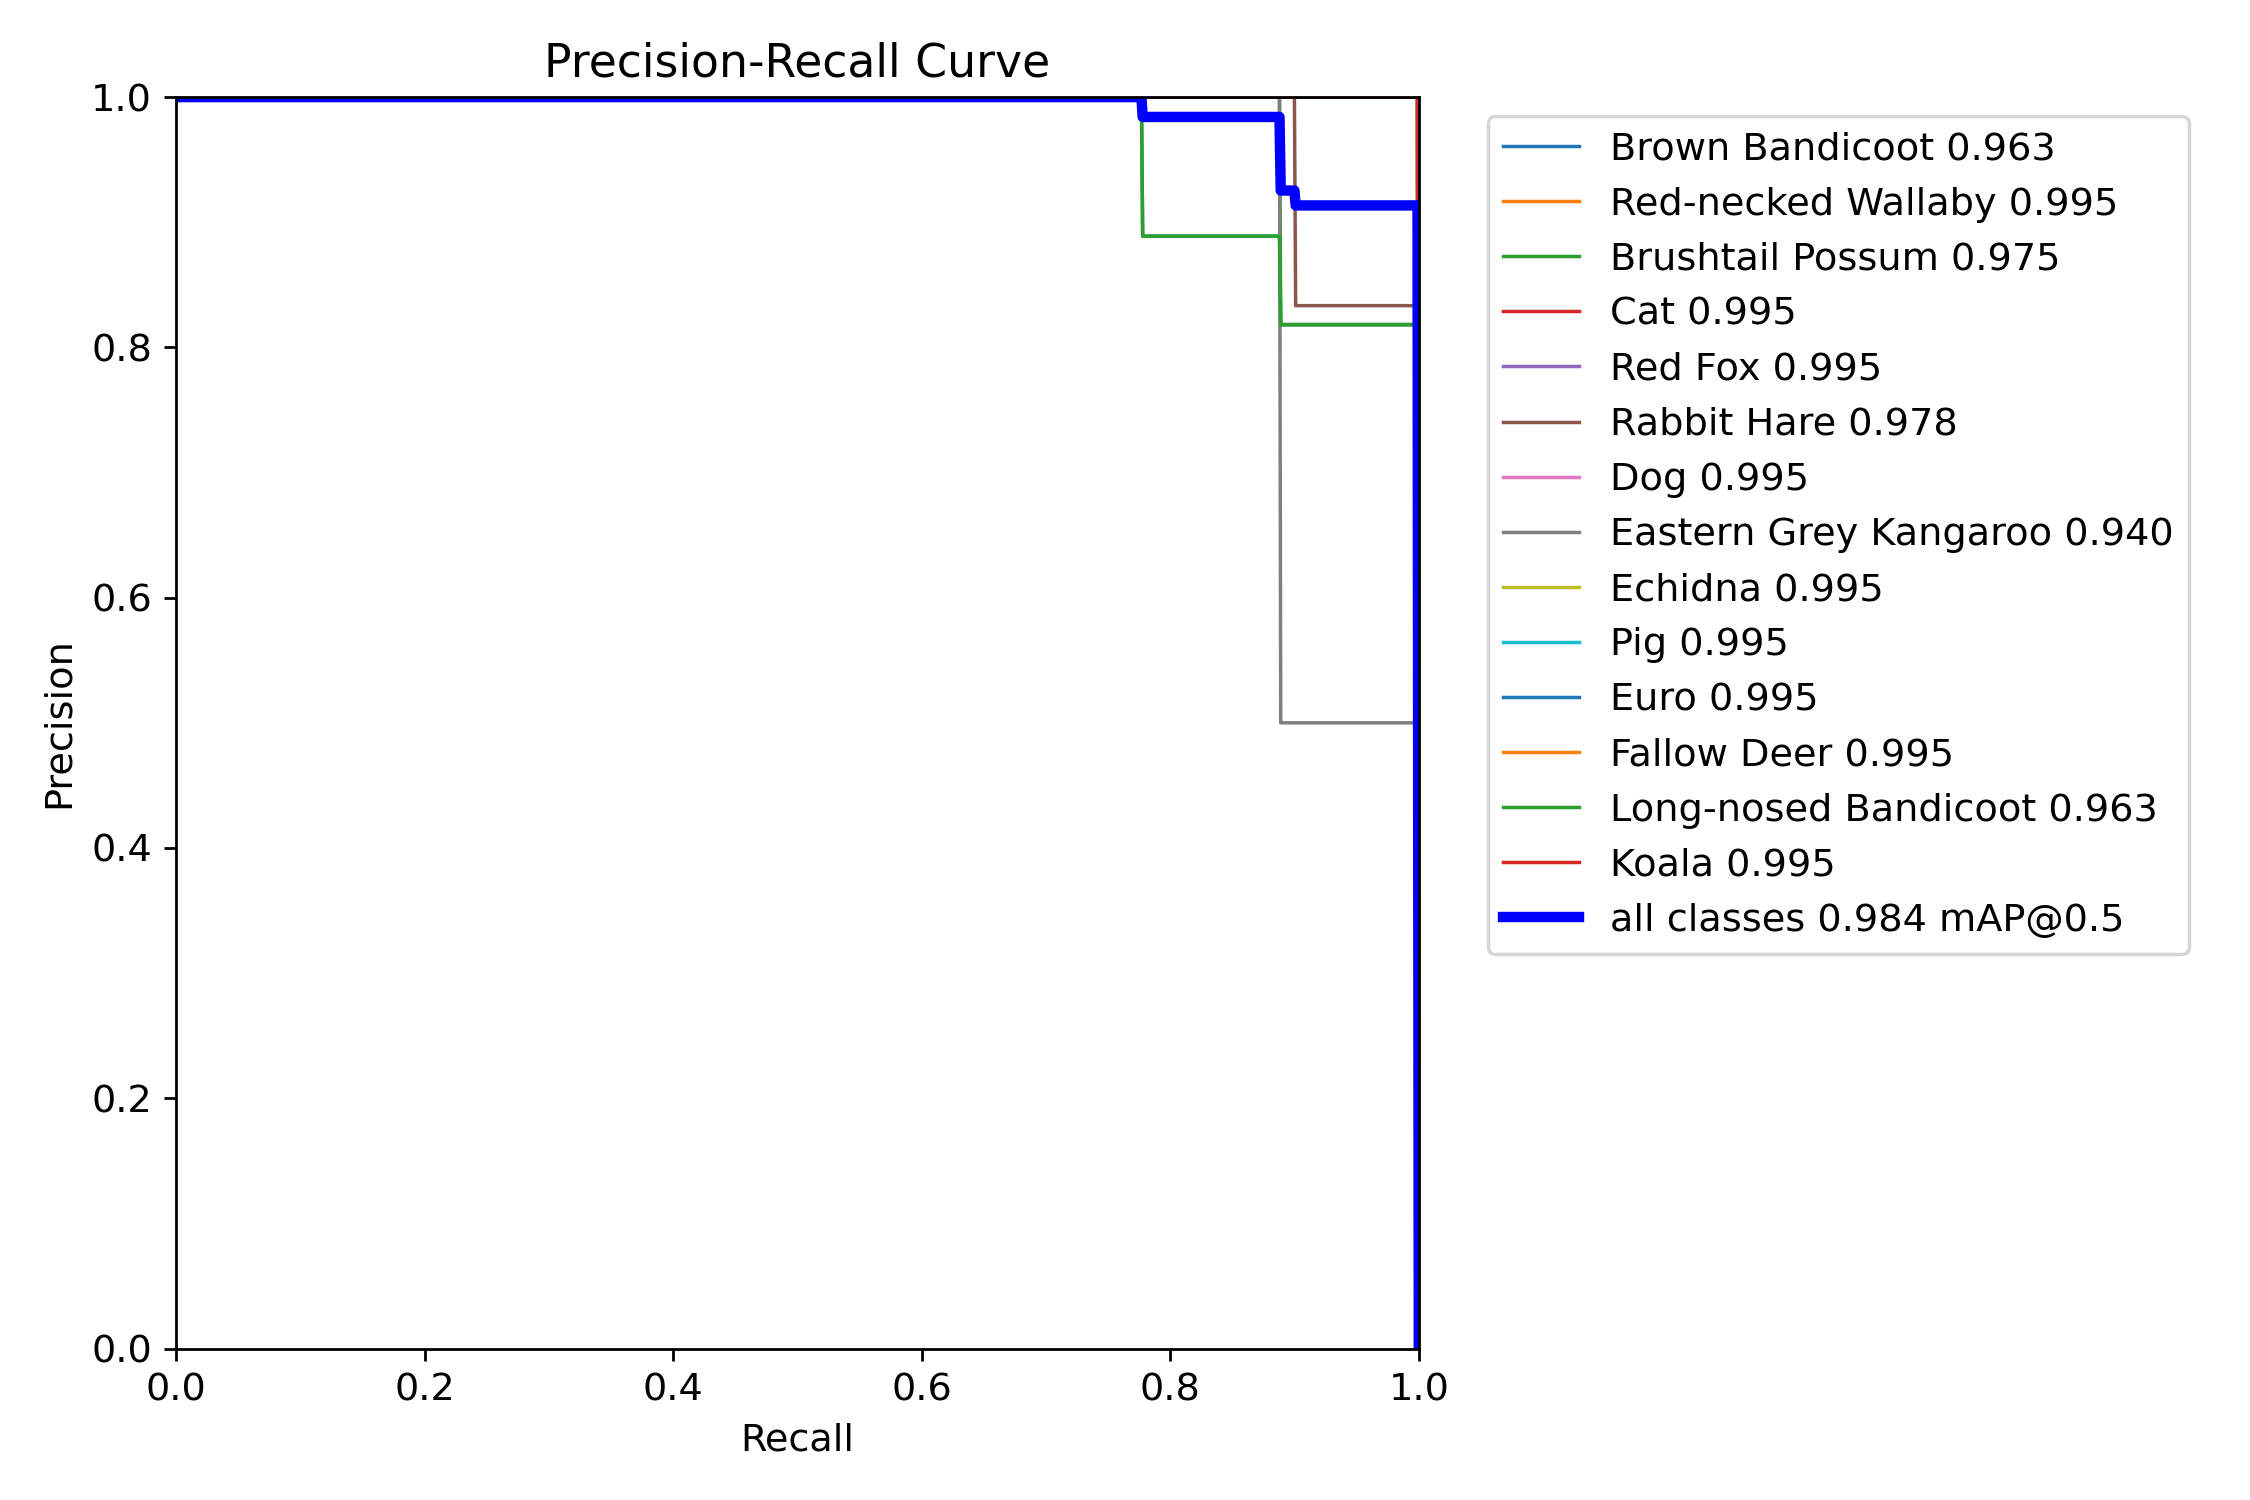 Precision-Recall Curve
1.0
0.8
0.6
0.4
0.2
0.0
Precision
0.0 0.2 0.4 0.6 0.8 1.0
Recall
Brown Bandicoot 0.963
Red-necked Wallaby 0.995
Brushtail Possum 0.975
Cat 0.995
Red Fox 0.995
Rabbit Hare 0.978
Dog 0.995
Eastern Grey Kangaroo 0.940
Echidna 0.995
Pig 0.995
Euro 0.995
Fallow Deer 0.995
Long-nosed Bandicoot 0.963
Koala 0.995
all classes 0.984 mAP@0.5